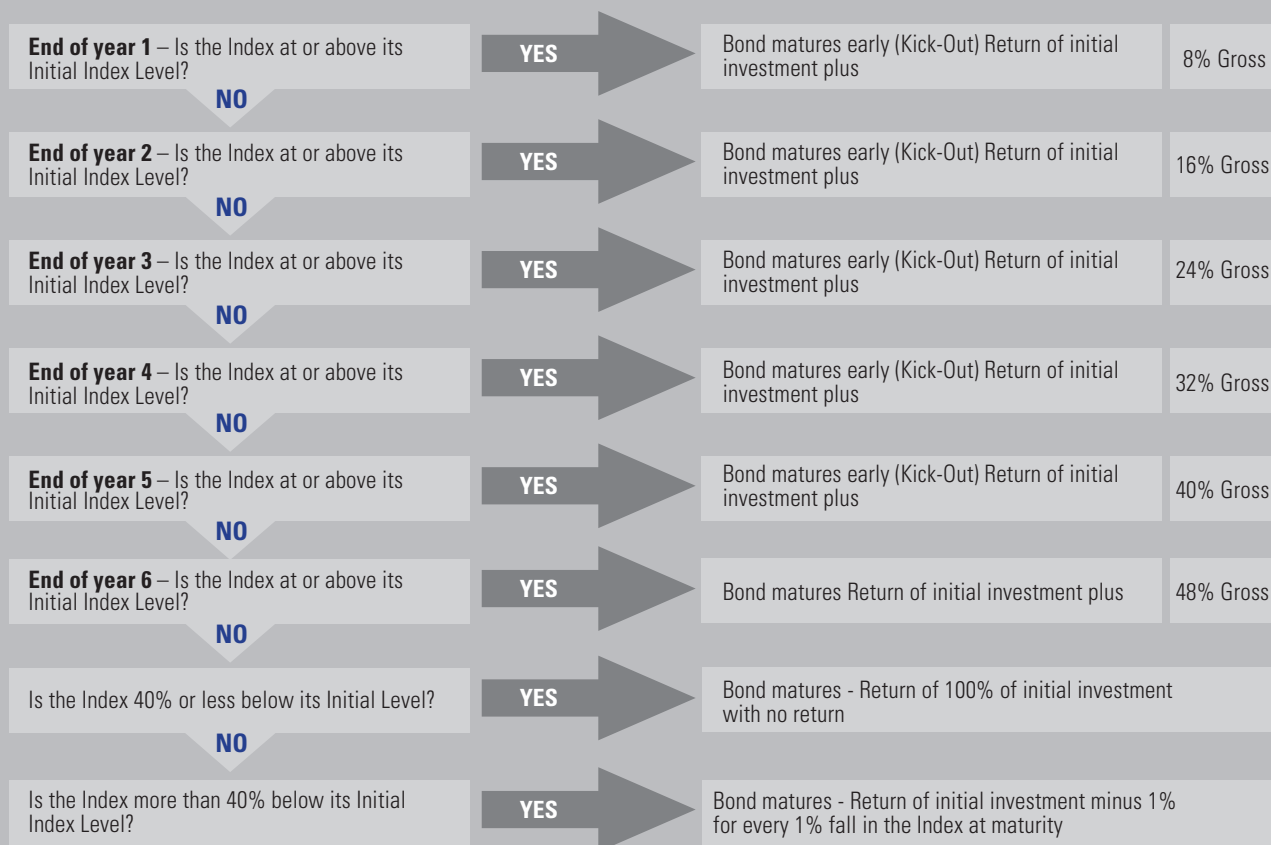 End of year 1 – Is the Index at or above its
Initial Index Level?
YES
Bond matures early (Kick-Out) Return of initial
investment plus
8% Gross
NO
End of year 2 – Is the Index at or above its
Initial Index Level?
YES
Bond matures early (Kick-Out) Return of initial
investment plus
16% Gross
NO
End of year 3 – Is the Index at or above its
Initial Index Level?
YES
Bond matures early (Kick-Out) Return of initial
investment plus
24% Gross
NO
End of year 4 – Is the Index at or above its
Initial Index Level?
YES
Bond matures early (Kick-Out) Return of initial
investment plus
32% Gross
NO
End of year 5 – Is the Index at or above its
Initial Index Level?
YES
Bond matures early (Kick-Out) Return of initial
investment plus
40% Gross
NO
End of year 6 – Is the Index at or above its
Initial Index Level?
YES
Bond matures Return of initial investment plus
48% Gross
NO
Is the Index 40% or less below its Initial Level?
YES
Bond matures - Return of 100% of initial investment
with no return
NO
Is the Index more than 40% below its Initial
Index Level?
YES
Bond matures - Return of initial investment minus 1%
for every 1% fall in the Index at maturity